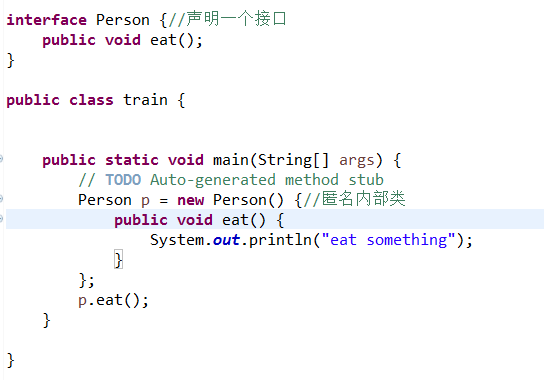 interface Person {//声明一个接口
    public void eat();
}

public class train {


    public static void main(String[] args) {
        // TODO Auto-generated method stub
        Person p = new Person() {//匿名内部类
            public void eat() {
                System.out.println("eat something");
            }
        };
        p.eat();
    }

}